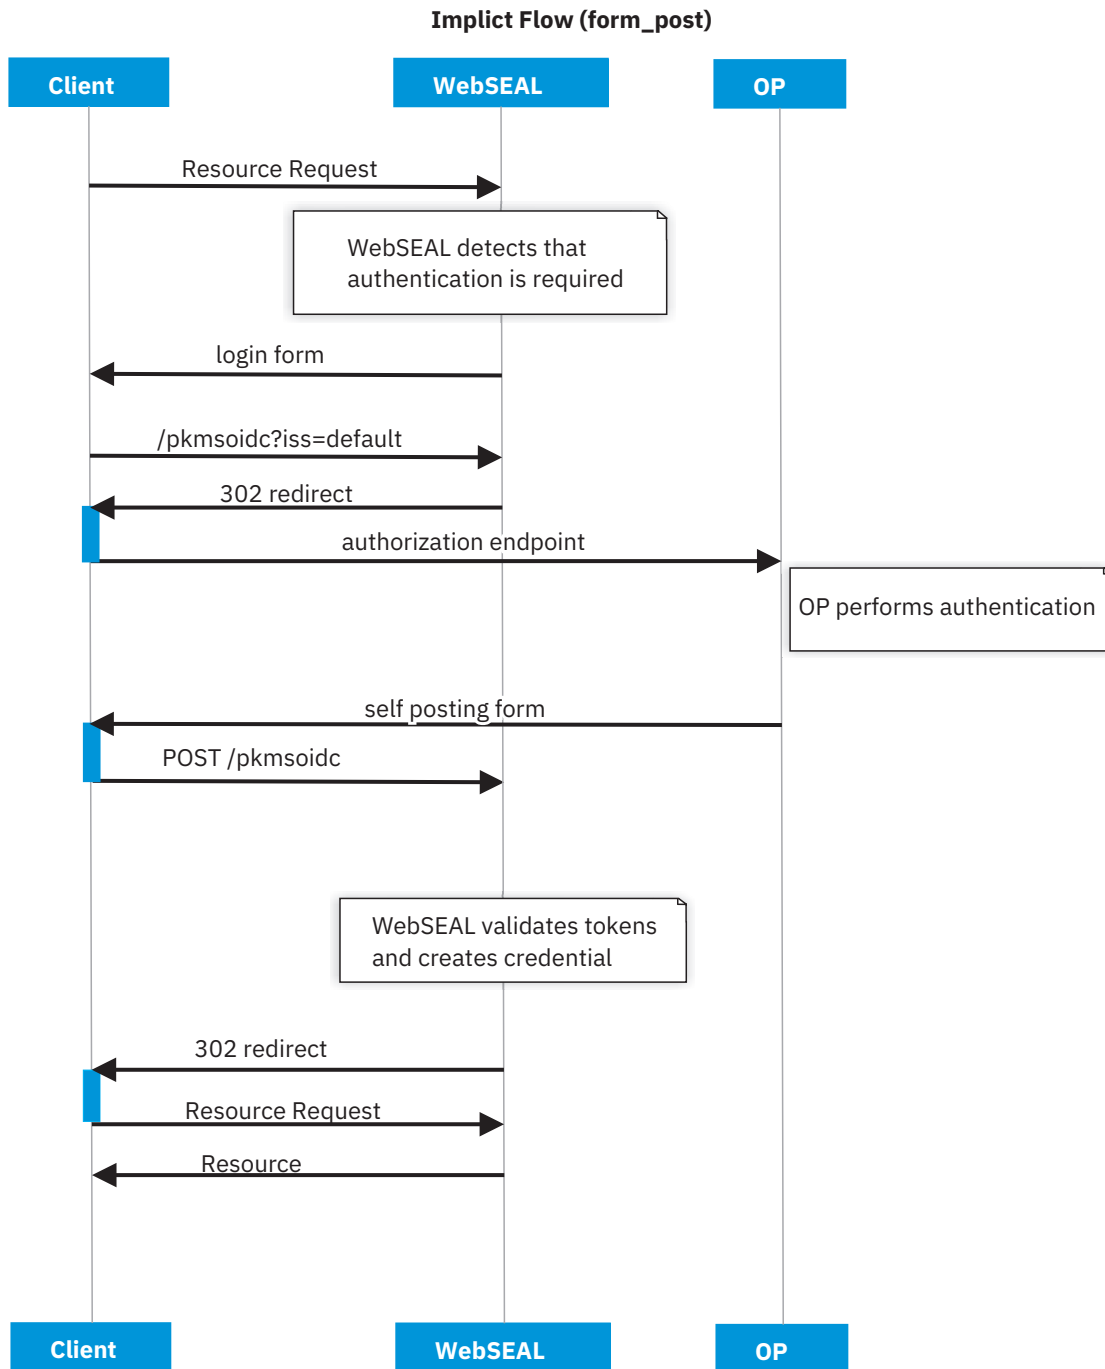 Implict Flow (form_post)
Client
WebSEAL
OP
Resource Request
WebSEAL detects that
authentication is required
login form
/pkmsoidc?iss=default
302 redirect
authorization endpoint
OP performs authentication
self posting form
POST /pkmsoidc
WebSEAL validates tokens
and creates credential
302 redirect
Resource Request
Resource
Client
WebSEAL
OP